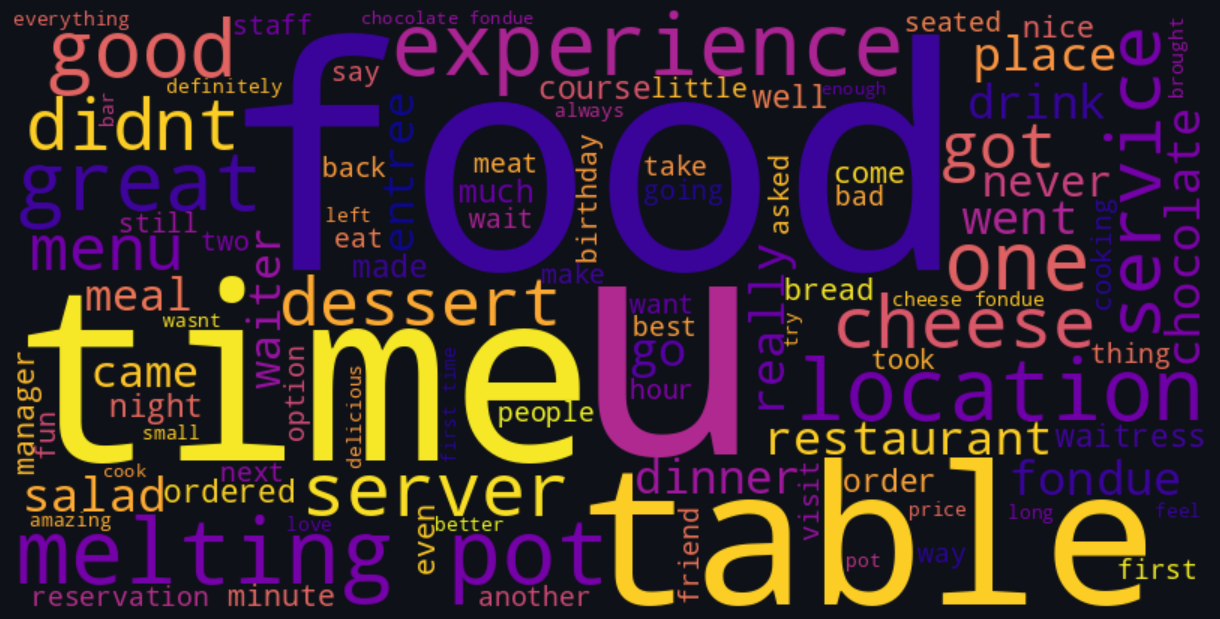 everything
good
staff
chocolate fondue
experience
seated
nice
place
brought
food
say
definitely
bar
didnt
course
little
well
enough
always
drink
service
great
back
entree
meat
much
wait
birthday
take
going
asked
come
bad
got
never
went
chocolate
still
two
left
eat
menu
waiter
made
make
one
cooking
meal
dessert
time
wasnt
u
want
best
go
hour
really
bread
try
cheese fondue
cheese
took
thing
manager
came
fun
night
small
option
delicious
first time
people
location
restaurant
waitress
cook
next
salad
ordered
server
dinner
visit
order
fondue
price
long
feel
table
amazing
melting
love
even
better
pot
friend
pot
way
first
reservation
minute
another